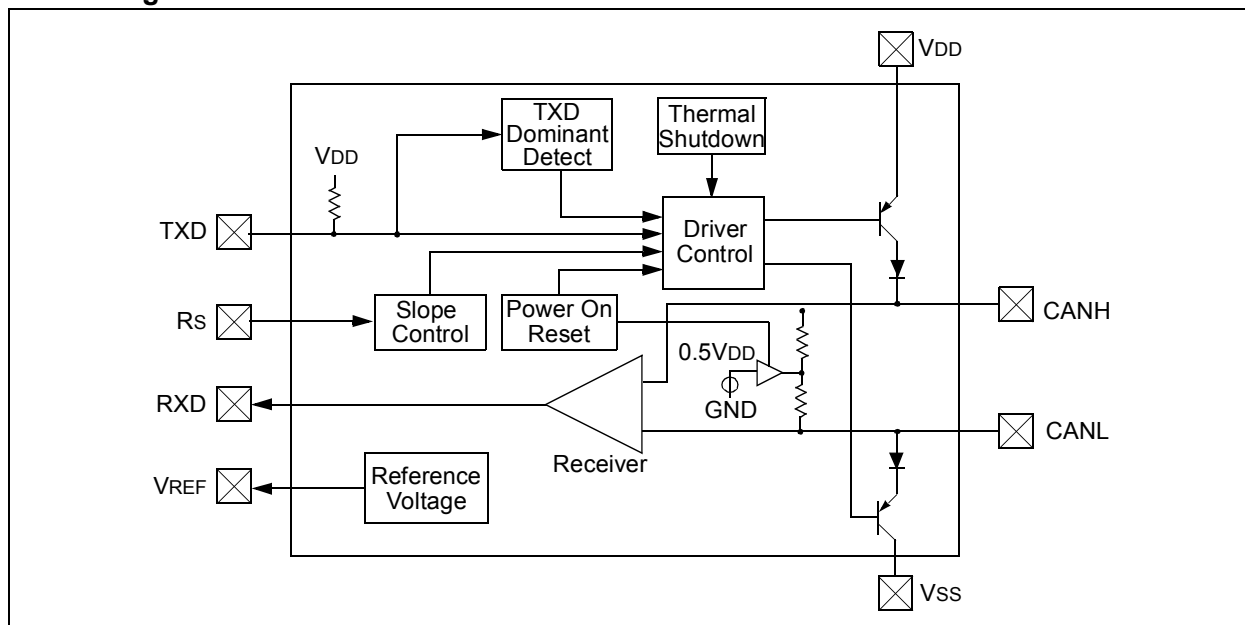 VDD
TXD
Dominant
Detect
Thermal
Shutdown
VDD
TXD
Driver
Control
RS
Slope
Control
Power On
Reset
CANH
0.5VDD
GND
RXD
CANL
Receiver
VREF
Reference
Voltage
VSS